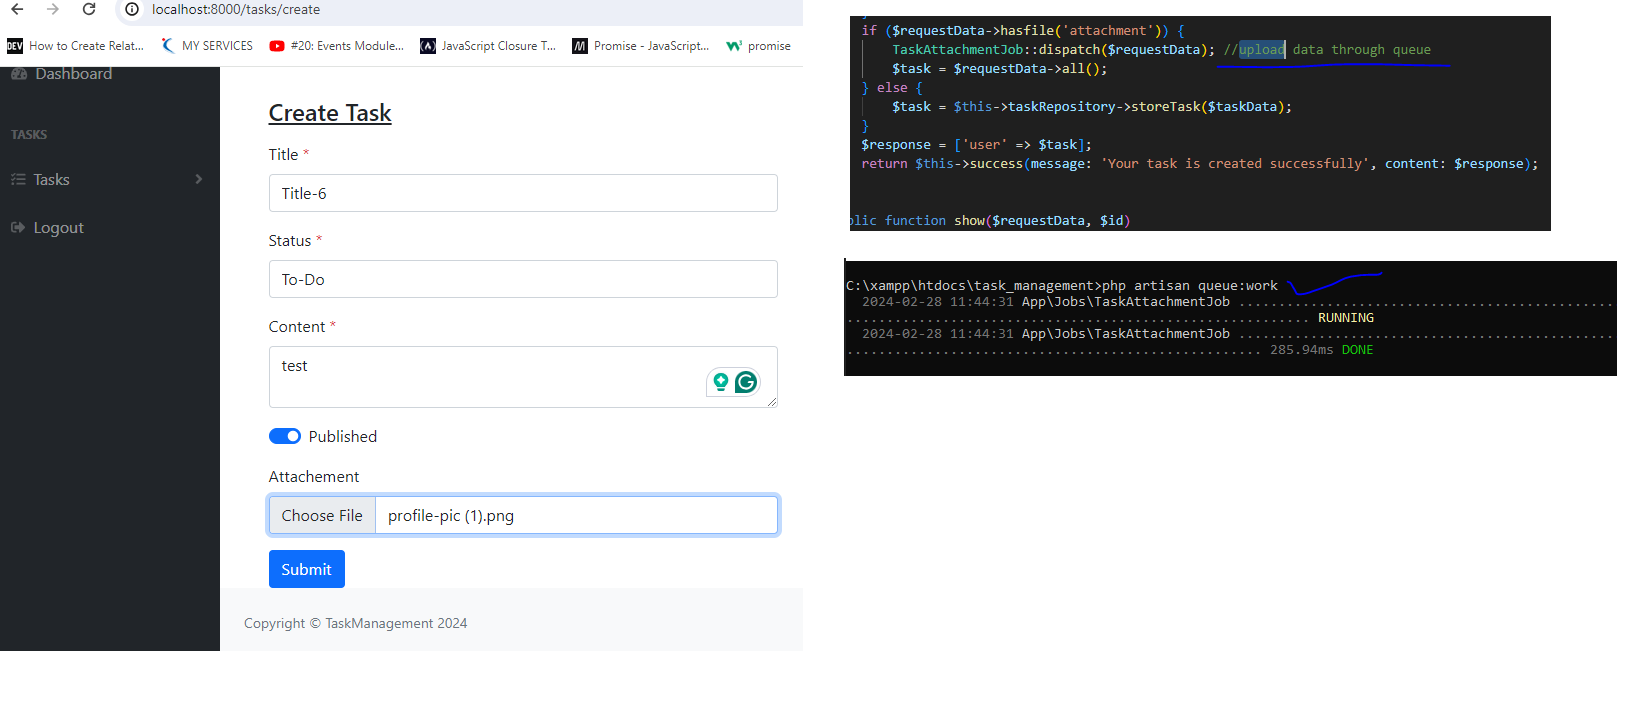 localhost:8000/tasks/create
DEV How to Create Relat... MY SERVICES #20: Events Module... JavaScript Closure T... Promise - JavaScript... promise
Dashboard
TASKS
Tasks
Logout
Create Task
Title *
Title-6
Status *
To-Do
Content *
test
Published
Attachement
Choose File profile-pic (1).png
Submit
Copyright © TaskManagement 2024
}
if ($requestData->hasfile('attachment')) {
TaskAttachmentJob::dispatch($requestData); //upload data through queue
$task = $requestData->all();
} else {
$task = $this->taskRepository->storeTask($taskData);
}
$response = ['user' => $task];
return $this->success(message: 'Your task is created successfully', content: $response);
blic function show($requestData, $id)
C:\xampp\htdocs\task_management>php artisan queue:work
2024-02-28 11:44:31 App\Jobs\TaskAttachmentJob ...............................................
.......................................................... RUNNING
2024-02-28 11:44:31 App\Jobs\TaskAttachmentJob ...............................................
.................................................... 285.94ms DONE